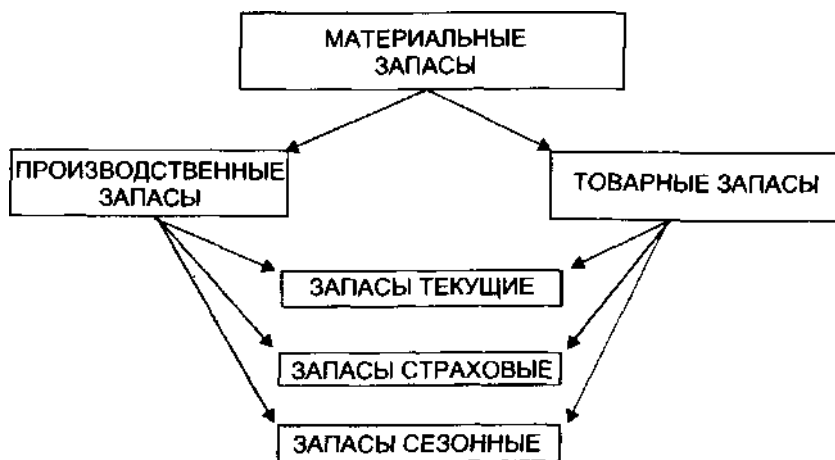 МАТЕРИАЛЬНЫЕ
ЗАПАСЫ
ПРОИЗВОДСТВЕННЫЕ
ЗАПАСЫ
ТОВАРНЫЕ ЗАПАСЫ
ЗАПАСЫ ТЕКУЩИЕ
ЗАПАСЫ СТРАХОВЫЕ
ЗАПАСЫ СЕЗОННЫЕ